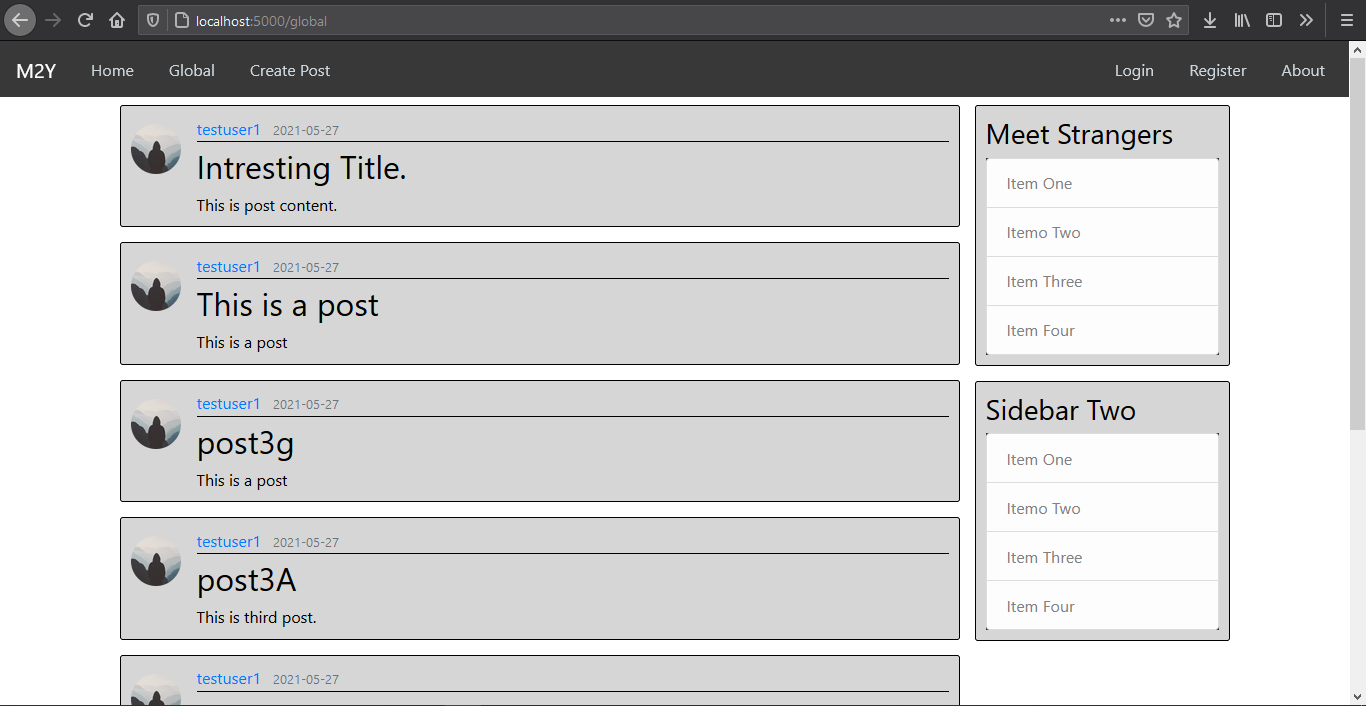 localhost:5000/global
M2Y Home Global Create Post Login Register About
testuser1 2021-05-27
Intresting Title.
This is post content.
testuser1 2021-05-27
This is a post
This is a post
testuser1 2021-05-27
post3g
This is a post
testuser1 2021-05-27
post3A
This is third post.
testuser1 2021-05-27
Meet Strangers
Item One
Itemo Two
Item Three
Item Four
Sidebar Two
Item One
Itemo Two
Item Three
Item Four